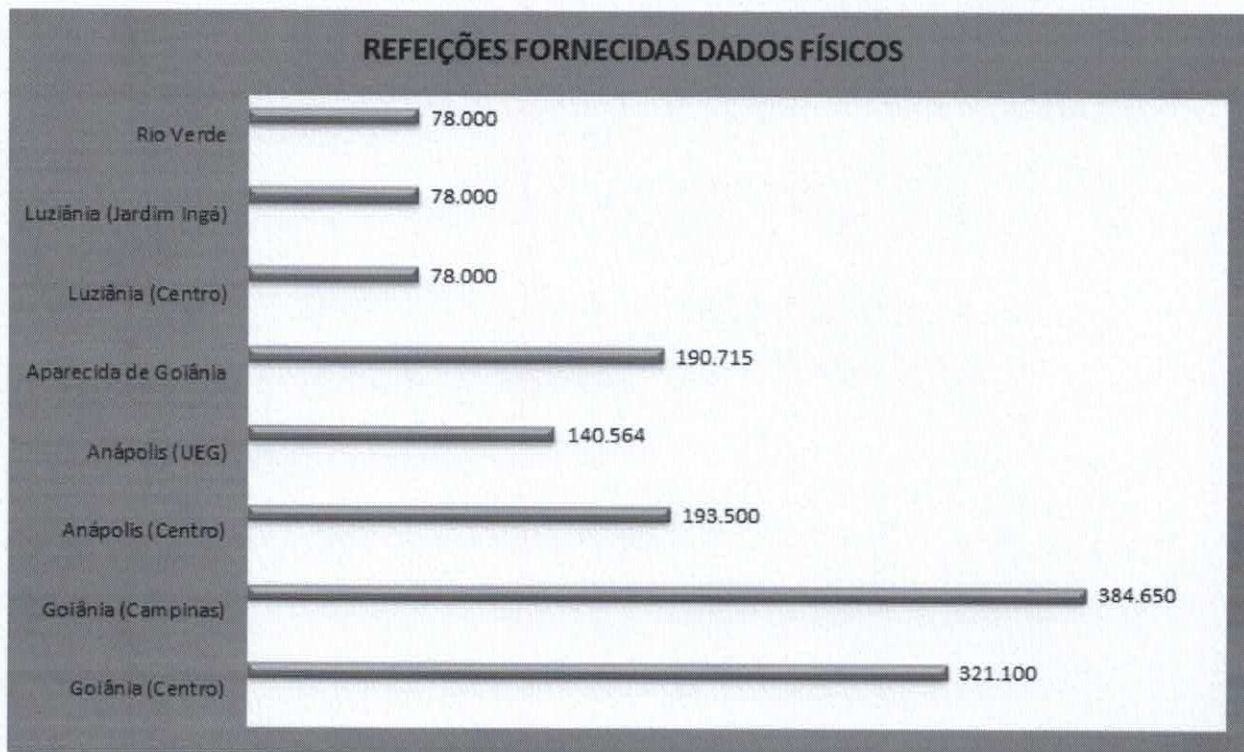 REFEIÇÕES FORNECIDAS DADOS FÍSICOS
Rio Verde 78.000
Luziânia (Jardim Ingá) 78.000
Luziânia (Centro) 78.000
Aparecida de Goiânia 190.715
Anápolis (UEG) 140.564
Anápolis (Centro) 193.500
Goiânia (Campinas) 384.650
Goiânia (Centro) 321.100